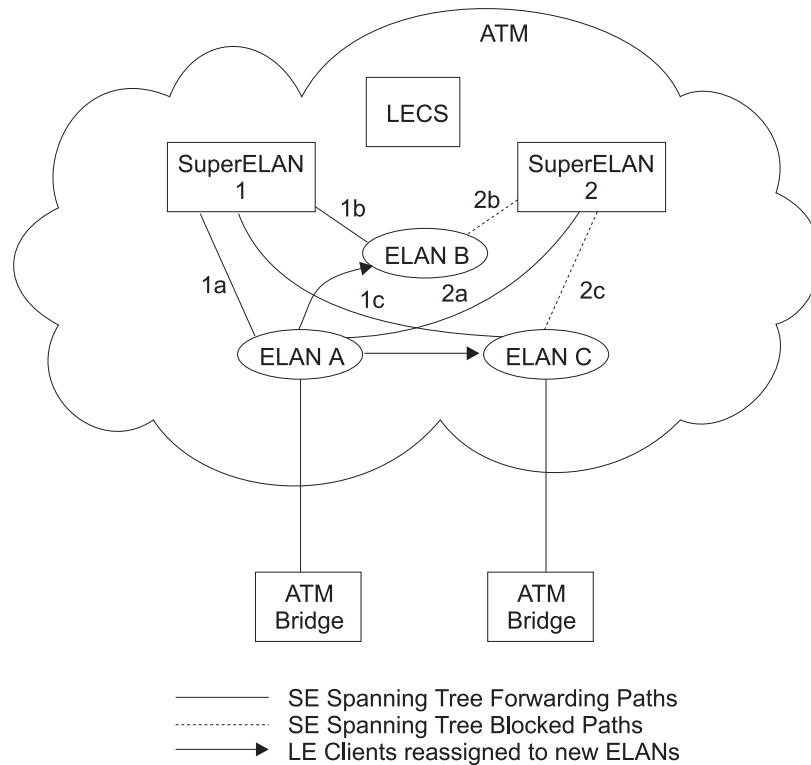 ATM
LECS
SuperELAN
1
SuperELAN
2
1b
2b
ELAN B
1a
1c
2a
2c
ELAN A
ELAN C
ATM
Bridge
ATM
Bridge
SE Spanning Tree Forwarding Paths
SE Spanning Tree Blocked Paths
LE Clients reassigned to new ELANs